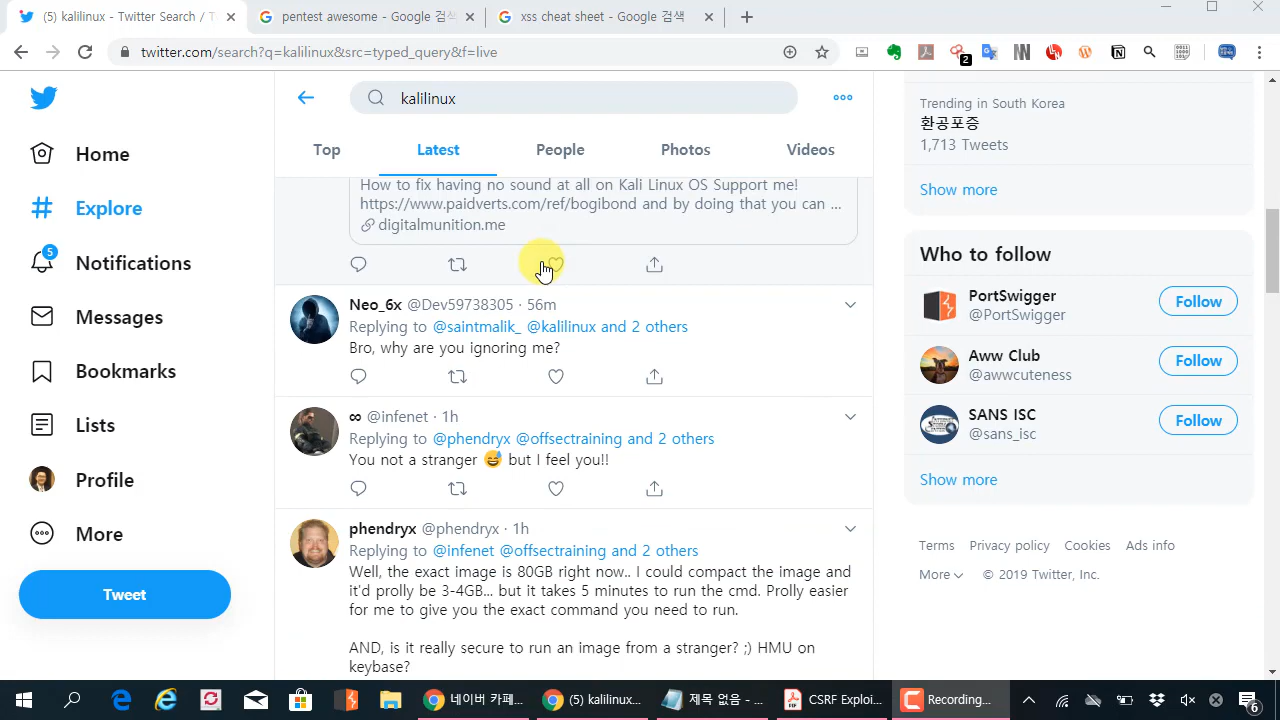 (5) kalilinux - Twitter Search / T
pentest awesome - Google 검색
xss cheat sheet - Google 검색
twitter.com/search?q=kalilinux&src=typed_query&f=live
2
Home
Explore
5
Notifications
Messages
Bookmarks
Lists
Profile
More
Tweet
kalilinux
Top
Latest
People
Photos
Videos
How to fix having no sound at all on Kali Linux OS Support me!
https://www.paidverts.com/ref/bogibond and by doing that you can ...
digitalmunition.me
Neo_6x @Dev59738305 · 56m
Replying to @saintmalik_ @kalilinux and 2 others
Bro, why are you ignoring me?
∞ @infenet · 1h
Replying to @phendryx @offsectraining and 2 others
You not a stranger 😅 but I feel you!!
phendryx @phendryx · 1h
Replying to @infenet @offsectraining and 2 others
Well, the exact image is 80GB right now.. I could compact the image and
it'd prolly be 3-4GB... but it takes 5 minutes to run the cmd. Prolly easier
for me to give you the exact command you need to run.
AND, is it really secure to run an image from a stranger? ;) HMU on
keybase?
Trending in South Korea
환공포증
1,713 Tweets
Show more
Who to follow
PortSwigger
@PortSwigger
Follow
Aww Club
@awwcuteness
Follow
SANS ISC
@sans_isc
Follow
Show more
Terms Privacy policy Cookies Ads info
More © 2019 Twitter, Inc.
네이버 카페...
(5) kalilinux...
제목 없음 - ...
CSRF Exploi...
Recording...
6